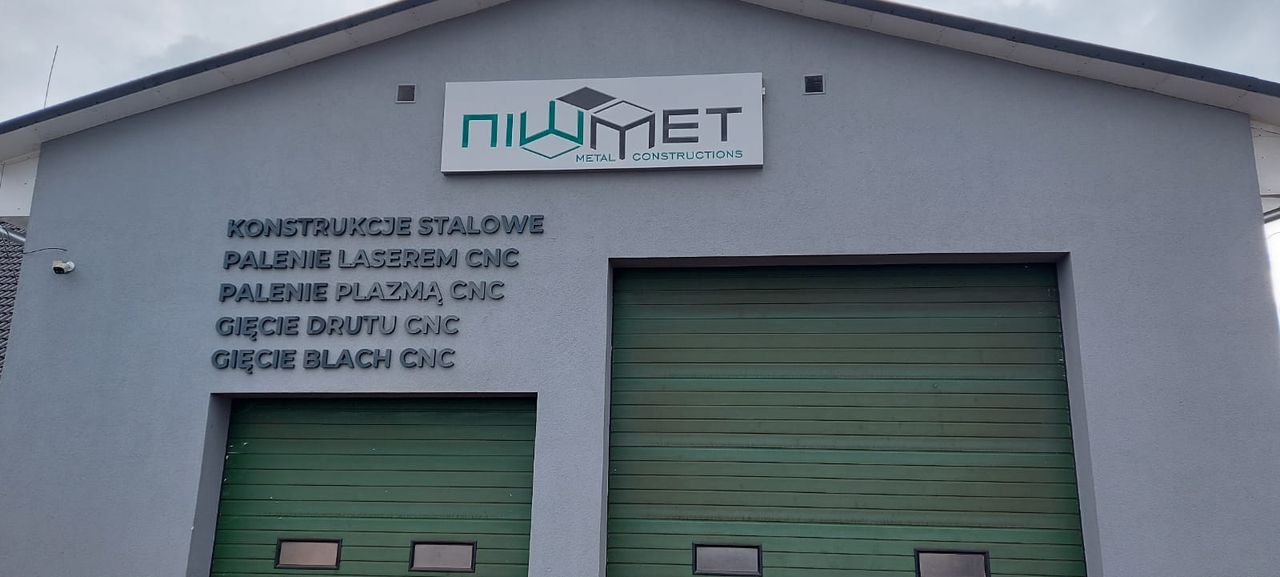 NIWMET
METAL CONSTRUCTIONS
KONSTRUKCJE STALOWE
PALENIE LASEREM CNC
PALENIE PLAZMĄ CNC
GIĘCIE DRUTU CNC
GIĘCIE BLACH CNC